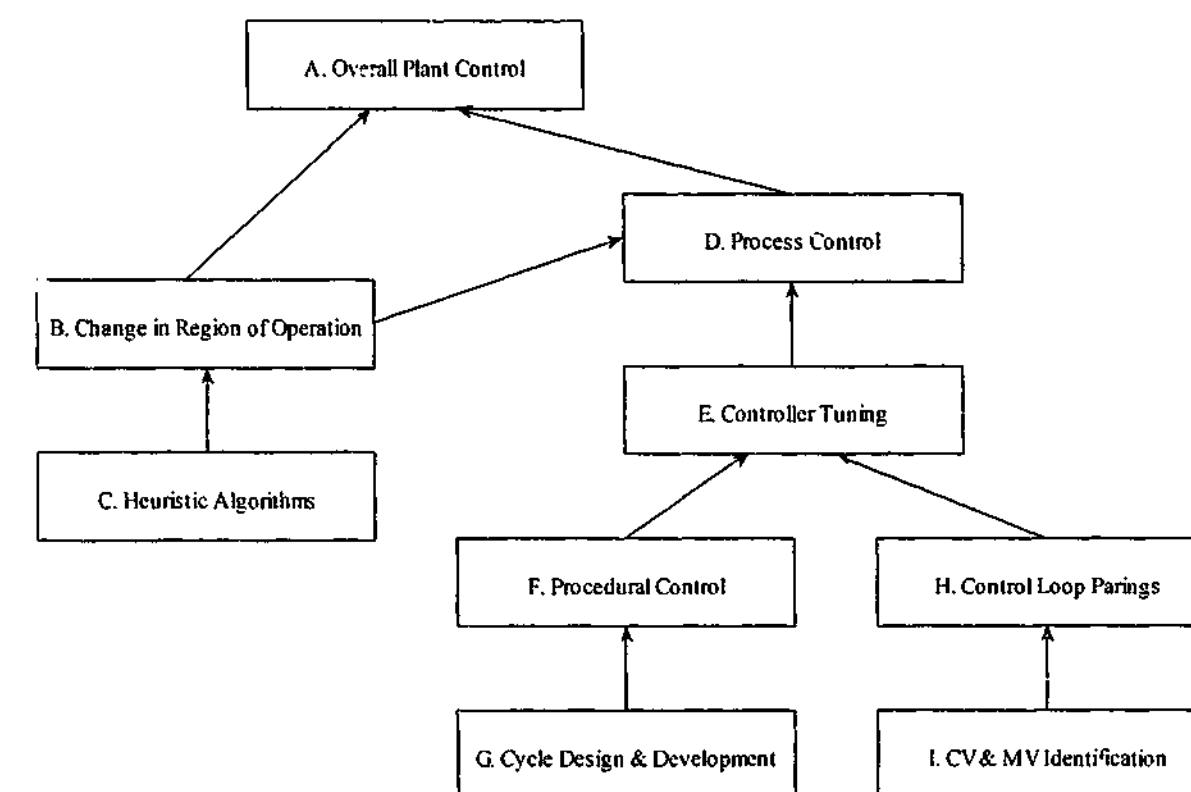 A. Overall Plant Control
D. Process Control
B. Change in Region of Operation
E. Controller Tuning
C. Heuristic Algorithms
F. Procedural Control
H. Control Loop Parings
G. Cycle Design & Development
I. CV & MV Identification